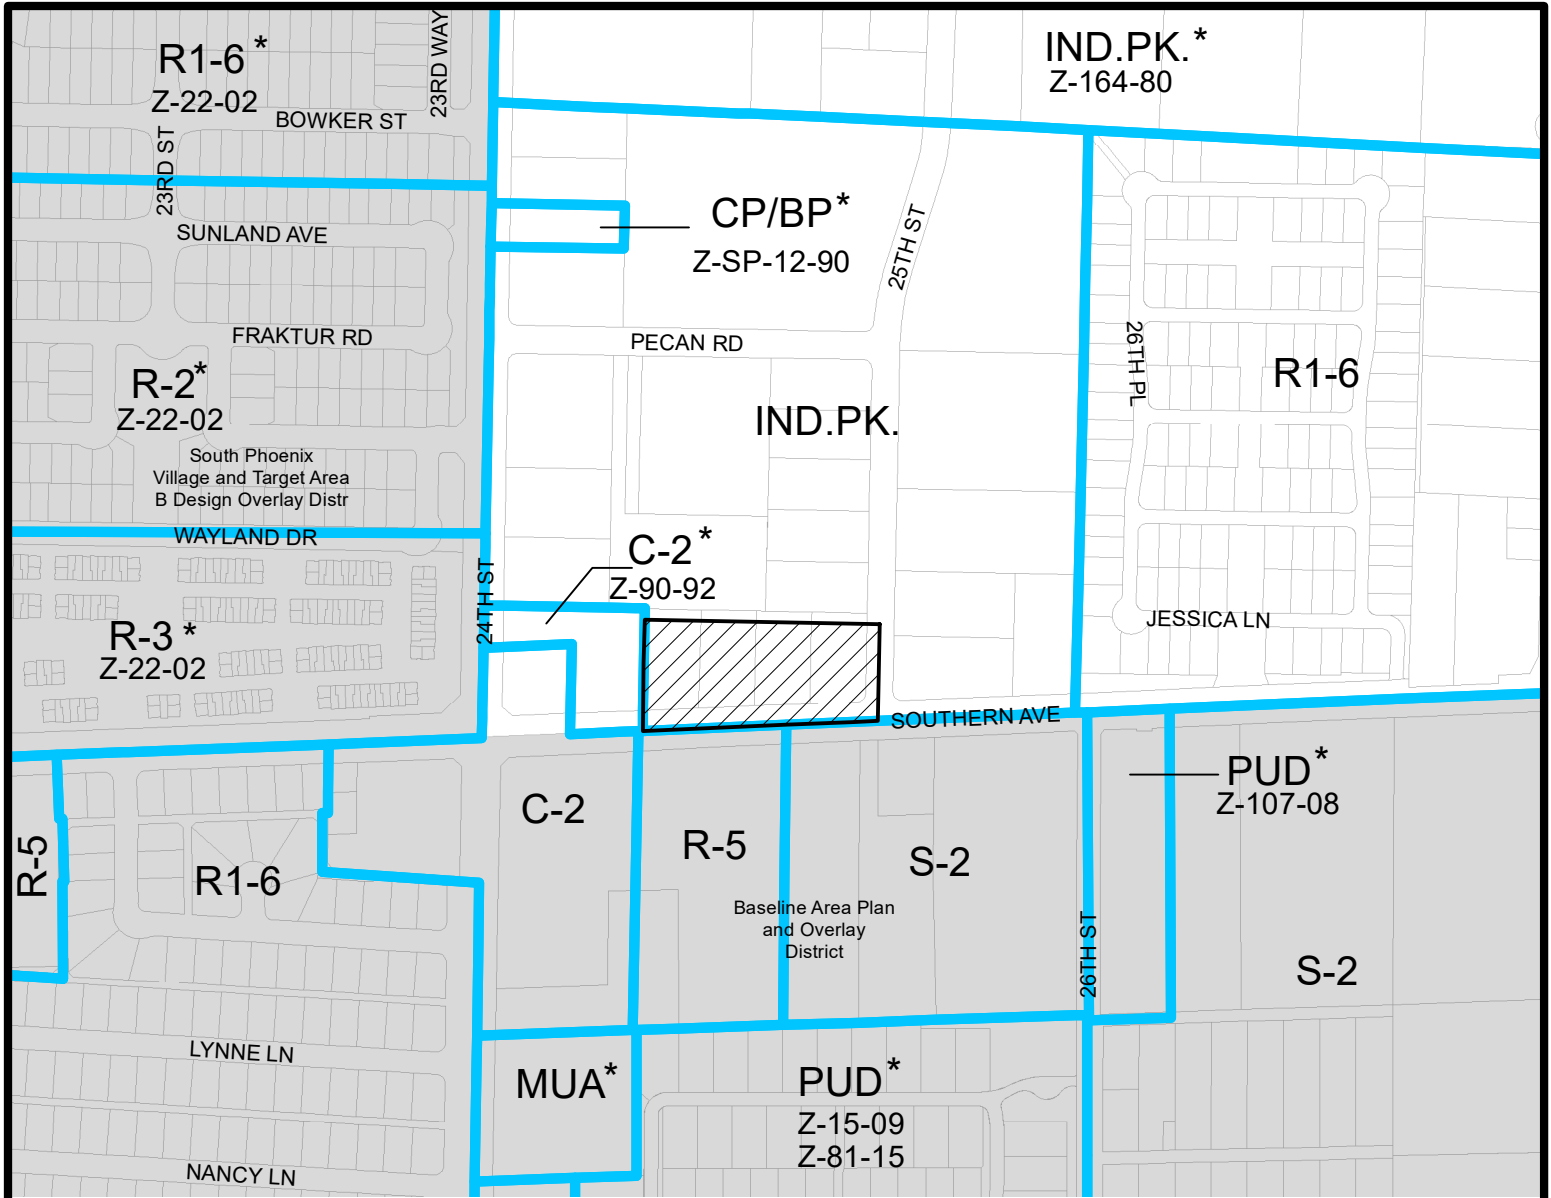 R1-6 *
Z-22-02
23RD WAY
IND.PK. *
Z-164-80
BOWKER ST
23RD ST
SUNLAND AVE
CP/BP*
Z-SP-12-90
25TH ST
FRAKTUR RD
PECAN RD
26TH PL
R1-6
R-2*
Z-22-02
IND.PK.
South Phoenix
Village and Target Area
B Design Overlay Distr
WAYLAND DR
C-2 *
Z-90-92
24TH ST
R-3 *
Z-22-02
JESSICA LN
SOUTHERN AVE
PUD*
Z-107-08
C-2
R-5
R-5
R1-6
S-2
Baseline Area Plan
and Overlay
District
26TH ST
S-2
LYNNE LN
MUA*
PUD*
Z-15-09
Z-81-15
NANCY LN